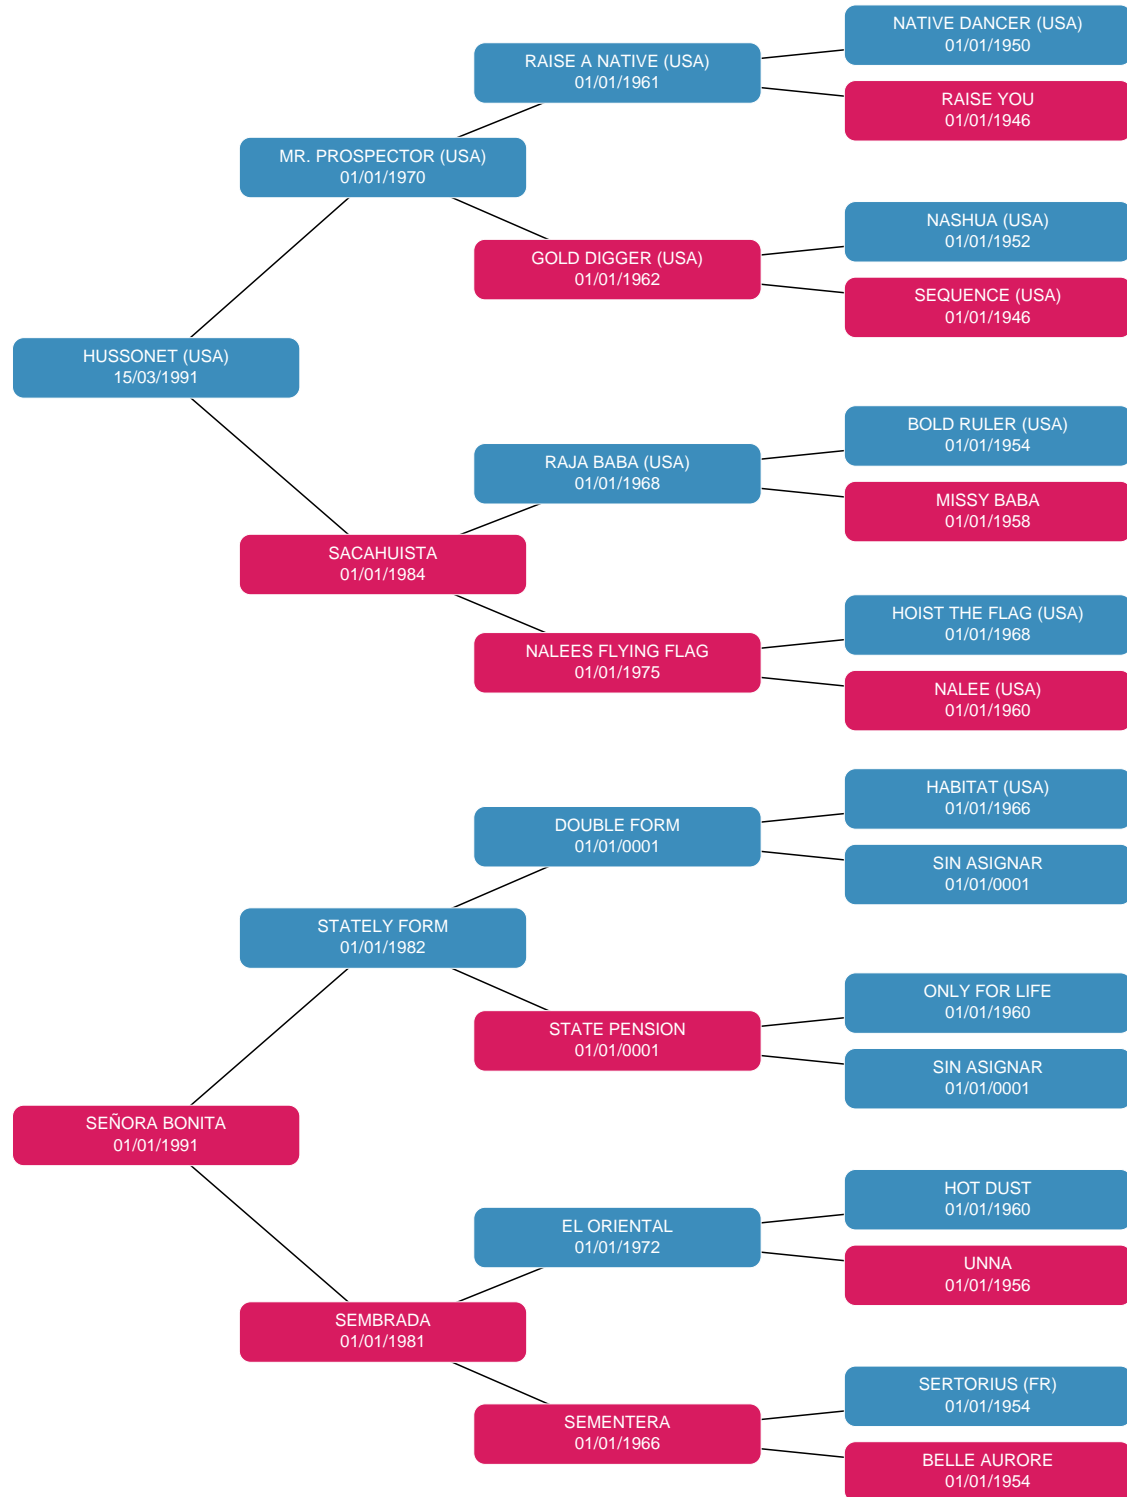 NATIVE DANCER (USA)
01/01/1950
RAISE A NATIVE (USA)
01/01/1961
RAISE YOU
01/01/1946
MR. PROSPECTOR (USA)
01/01/1970
NASHUA (USA)
01/01/1952
GOLD DIGGER (USA)
01/01/1962
SEQUENCE (USA)
01/01/1946
HUSSONET (USA)
15/03/1991
BOLD RULER (USA)
01/01/1954
RAJA BABA (USA)
01/01/1968
MISSY BABA
01/01/1958
SACAHUISTA
01/01/1984
HOIST THE FLAG (USA)
01/01/1968
NALEES FLYING FLAG
01/01/1975
NALEE (USA)
01/01/1960
HABITAT (USA)
01/01/1966
DOUBLE FORM
01/01/0001
SIN ASIGNAR
01/01/0001
STATELY FORM
01/01/1982
ONLY FOR LIFE
01/01/1960
STATE PENSION
01/01/0001
SIN ASIGNAR
01/01/0001
SEÑORA BONITA
01/01/1991
HOT DUST
01/01/1960
EL ORIENTAL
01/01/1972
UNNA
01/01/1956
SEMBRADA
01/01/1981
SERTORIUS (FR)
01/01/1954
SEMENTERA
01/01/1966
BELLE AURORE
01/01/1954